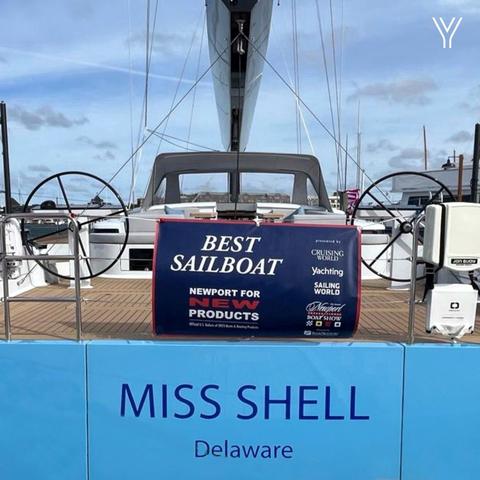 BEST
SAILBOAT
NEWPORT FOR
NEW
PRODUCTS
presented by
CRUISING
WORLD
Yachting
SAILING
WORLD
Newport
BOAT SHOW
JON BUOY
MISS SHELL
Delaware